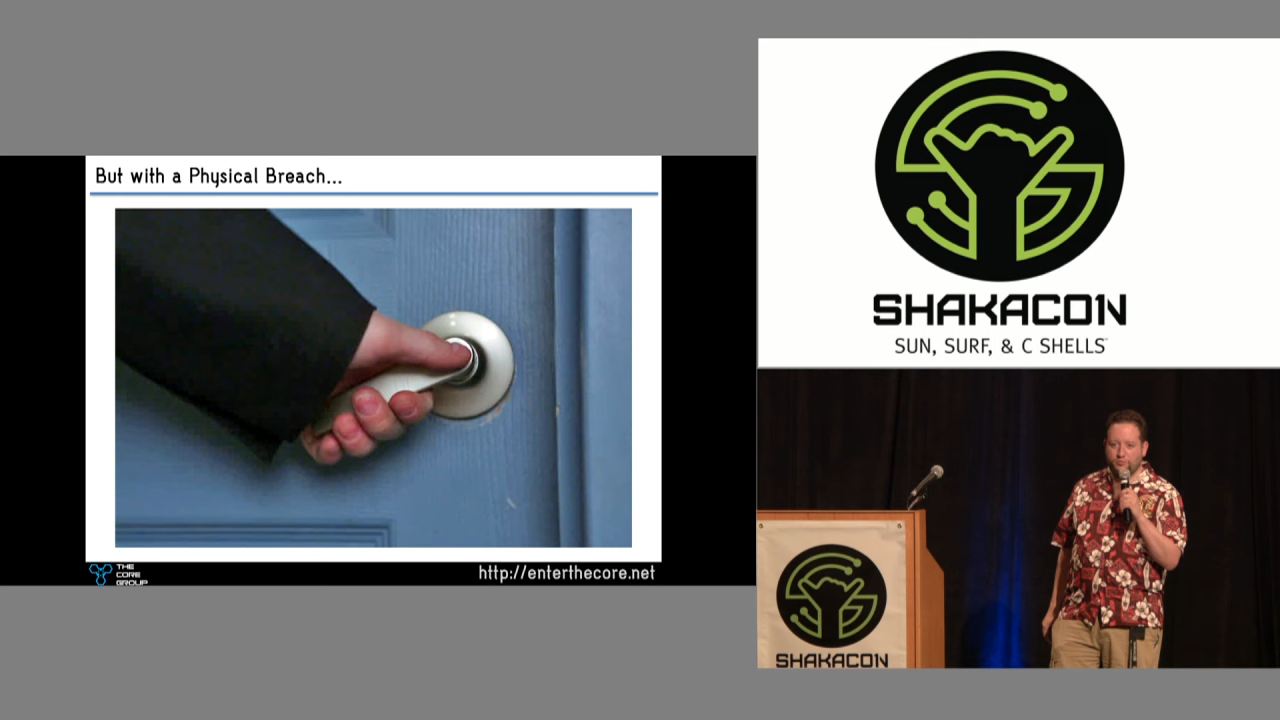 But with a Physical Breach...
THE
CORE
GROUP
http://enterthecore.net
SHAKACON
SUN, SURF, & C SHELLS
SHAKACON